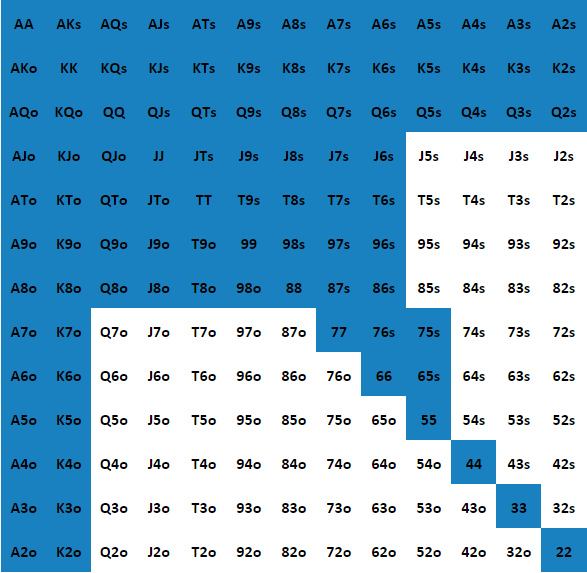 AA AKs AQs AJs ATs A9s A8s A7s A6s A5s A4s A3s A2s
AKo KK KQs KJs KTs K9s K8s K7s K6s K5s K4s K3s K2s
AQo KQo QQ QJs QTs Q9s Q8s Q7s Q6s Q5s Q4s Q3s Q2s
AJo KJo QJo JJ JTs J9s J8s J7s J6s J5s J4s J3s J2s
ATo KTo QTo JTo TT T9s T8s T7s T6s T5s T4s T3s T2s
A9o K9o Q9o J9o T9o 99 98s 97s 96s 95s 94s 93s 92s
A8o K8o Q8o J8o T8o 98o 88 87s 86s 85s 84s 83s 82s
A7o K7o Q7o J7o T7o 97o 87o 77 76s 75s 74s 73s 72s
A6o K6o Q6o J6o T6o 96o 86o 76o 66 65s 64s 63s 62s
A5o K5o Q5o J5o T5o 95o 85o 75o 65o 55 54s 53s 52s
A4o K4o Q4o J4o T4o 94o 84o 74o 64o 54o 44 43s 42s
A3o K3o Q3o J3o T3o 93o 83o 73o 63o 53o 43o 33 32s
A2o K2o Q2o J2o T2o 92o 82o 72o 62o 52o 42o 32o 22